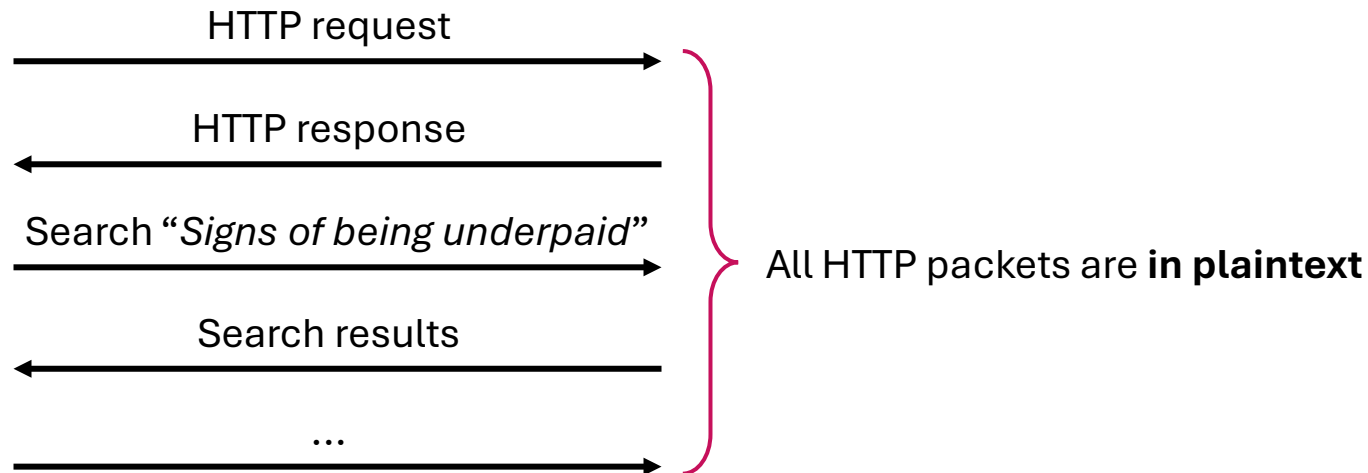 HTTP request
HTTP response
Search “Signs of being underpaid”
All HTTP packets are in plaintext
Search results
...